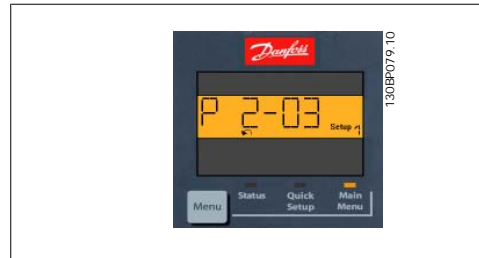 Danfoss
130BP079.10
P 2-03
Setup 1
Status Quick Setup Main Menu
Menu